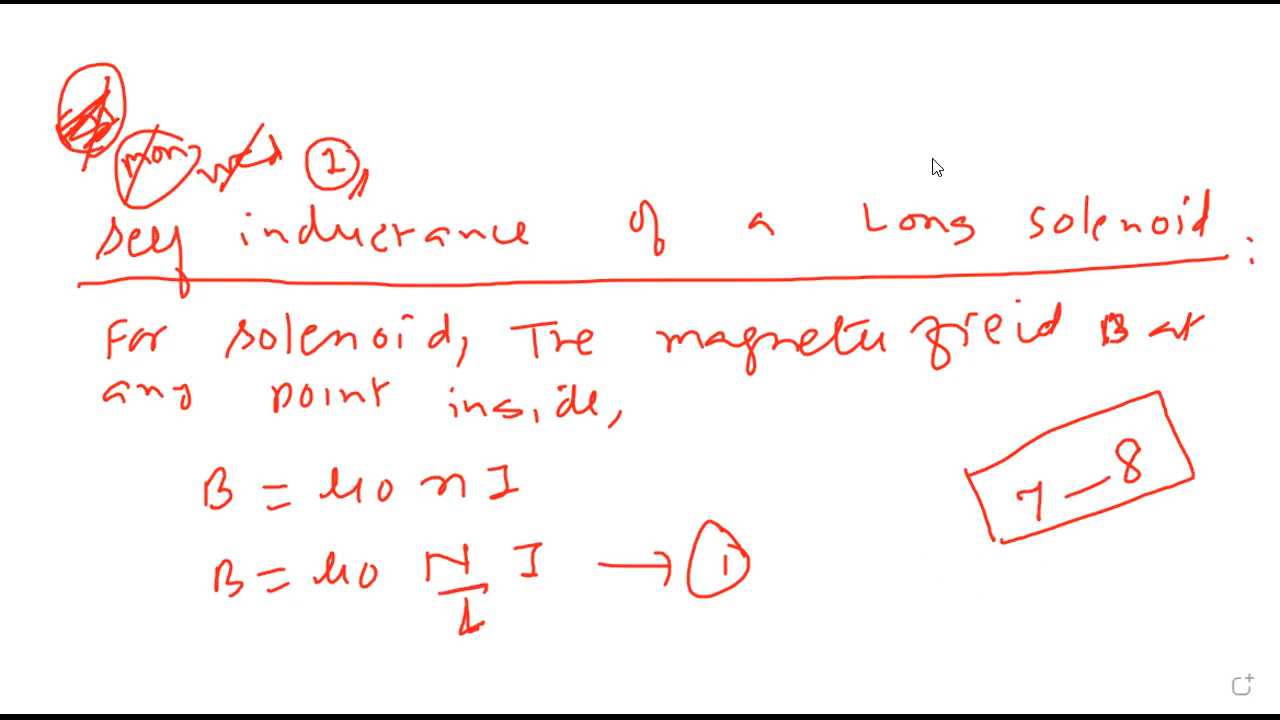 mon
1,
Self inductance of a Long solenoid :
For solenoid, The magnetic field B at
any point inside,
B = μ0 n I
7 – 8
B = μ0 N/L I → 1